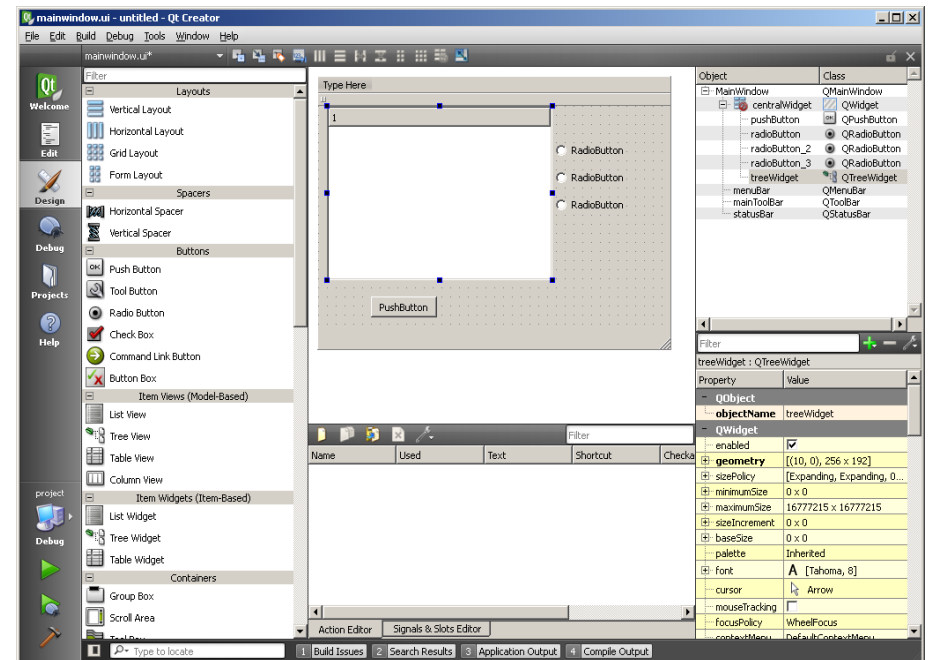 mainwindow.ui - untitled - Qt Creator
File Edit Build Debug Tools Window Help
mainwindow.ui*
Welcome
Edit
Design
Debug
Projects
Help
project
Debug
Filter
Layouts
Vertical Layout
Horizontal Layout
Grid Layout
Form Layout
Spacers
Horizontal Spacer
Vertical Spacer
Buttons
OK Push Button
Tool Button
Radio Button
Check Box
Command Link Button
Button Box
Item Views (Model-Based)
List View
Tree View
Table View
Column View
Item Widgets (Item-Based)
List Widget
Tree Widget
Table Widget
Containers
Group Box
Scroll Area
Type Here
1
RadioButton
RadioButton
RadioButton
PushButton
Filter
Name Used Text Shortcut Checka
Action Editor Signals & Slots Editor
Object Class
MainWindow QMainWindow
centralWidget QWidget
pushButton QPushButton
radioButton QRadioButton
radioButton_2 QRadioButton
radioButton_3 QRadioButton
treeWidget QTreeWidget
menuBar QMenuBar
mainToolBar QToolBar
statusBar QStatusBar
Filter
treeWidget : QTreeWidget
Property Value
QObject
objectName treeWidget
QWidget
enabled
geometry [(10, 0), 256 x 192]
sizePolicy [Expanding, Expanding, 0...
minimumSize 0 x 0
maximumSize 16777215 x 16777215
sizeIncrement 0 x 0
baseSize 0 x 0
palette Inherited
font A [Tahoma, 8]
cursor Arrow
mouseTracking
focusPolicy WheelFocus
contextMenu DefaultContextMenu
Type to locate 1 Build Issues 2 Search Results 3 Application Output 4 Compile Output